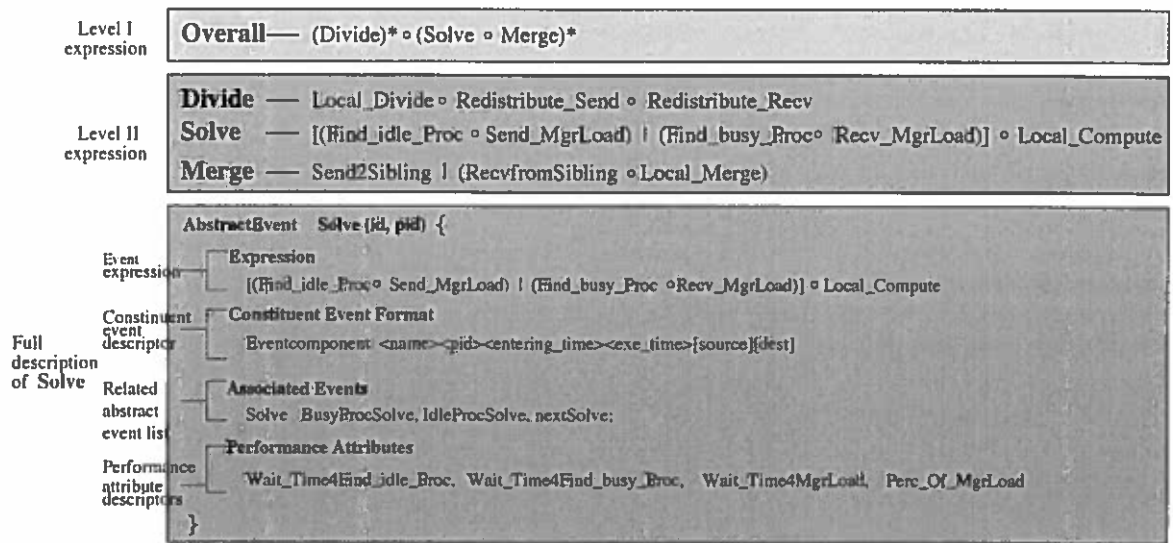 Level I
expression
Overall — (Divide)* ∘ (Solve ∘ Merge)*
Level II
expression
Divide — Local_Divide ∘ Redistribute_Send ∘ Redistribute_Recv
Solve — [(Find_idle_Proc ∘ Send_MgrLoad) | (Find_busy_Proc ∘ Recv_MgrLoad)] ∘ Local_Compute
Merge — Send2Sibling | (RecvfromSibling ∘ Local_Merge)
Full
description
of Solve
AbstractEvent Solve (id, pid) {
Event
expression
Expression
[(Find_idle_Proc ∘ Send_MgrLoad) | (Find_busy_Proc ∘ Recv_MgrLoad)] ∘ Local_Compute
Constinuent
event
descriptor
Constituent Event Format
Eventcomponent <name><pid><entering_time><exe_time>[source][dest]
Related
abstract
event list
Associated Events
Solve BusyProcSolve, IdleProcSolve, nextSolve;
Performance
attribute
descriptors
Performance Attributes
Wait_Time4Find_idle_Proc, Wait_Time4Find_busy_Proc, Wait_Time4MgrLoad, Perc_Of_MgrLoad
}